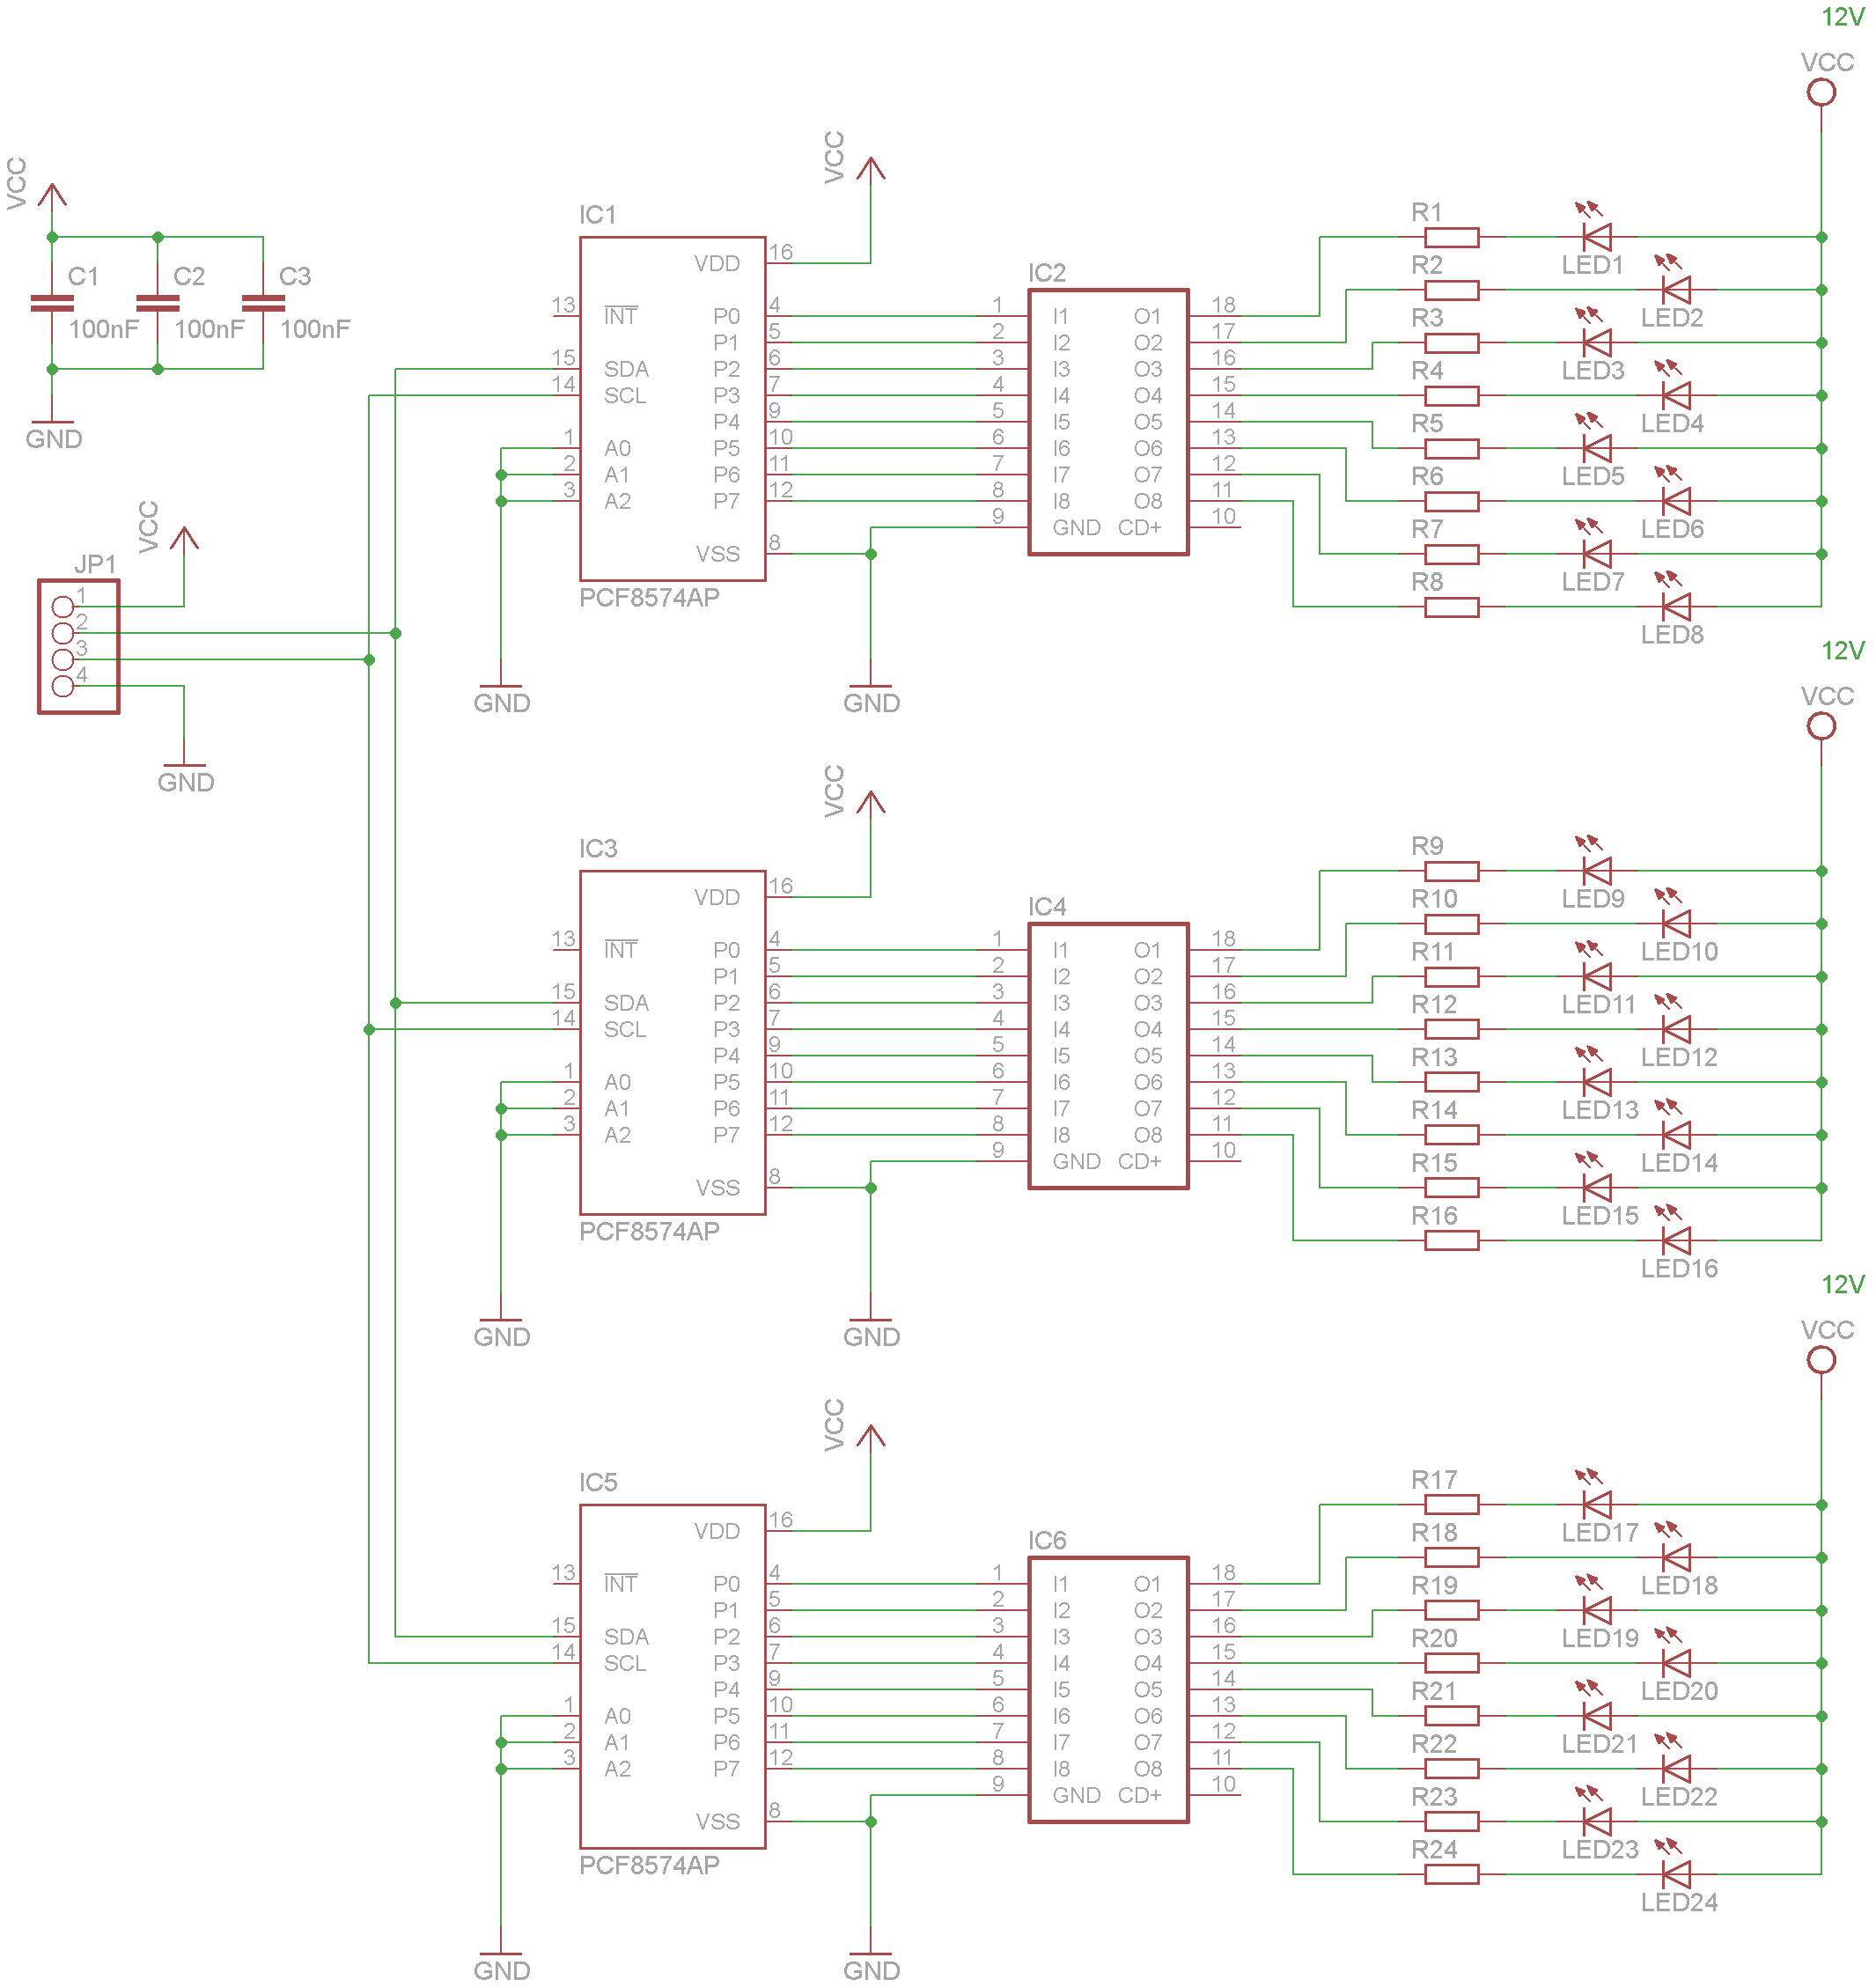 12V
VCC
VCC
VCC
C1
C2
C3
100nF
100nF
100nF
GND
VCC
JP1
1
2
3
4
GND
IC1
VDD 16
13 INT P0 4
P1 5
15 SDA P2 6
14 SCL P3 7
P4 9
1 A0 P5 10
2 A1 P6 11
3 A2 P7 12
VSS 8
PCF8574AP
GND
GND
IC2
1 I1 O1 18
2 I2 O2 17
3 I3 O3 16
4 I4 O4 15
5 I5 O5 14
6 I6 O6 13
7 I7 O7 12
8 I8 O8 11
9 GND CD+ 10
R1
LED1
R2
LED2
R3
LED3
R4
LED4
R5
LED5
R6
LED6
R7
LED7
R8
LED8
12V
VCC
VCC
IC3
VDD 16
13 INT P0 4
P1 5
15 SDA P2 6
14 SCL P3 7
P4 9
1 A0 P5 10
2 A1 P6 11
3 A2 P7 12
VSS 8
PCF8574AP
GND
GND
IC4
1 I1 O1 18
2 I2 O2 17
3 I3 O3 16
4 I4 O4 15
5 I5 O5 14
6 I6 O6 13
7 I7 O7 12
8 I8 O8 11
9 GND CD+ 10
R9
LED9
R10
LED10
R11
LED11
R12
LED12
R13
LED13
R14
LED14
R15
LED15
R16
LED16
12V
VCC
VCC
IC5
VDD 16
13 INT P0 4
P1 5
15 SDA P2 6
14 SCL P3 7
P4 9
1 A0 P5 10
2 A1 P6 11
3 A2 P7 12
VSS 8
PCF8574AP
GND
GND
IC6
1 I1 O1 18
2 I2 O2 17
3 I3 O3 16
4 I4 O4 15
5 I5 O5 14
6 I6 O6 13
7 I7 O7 12
8 I8 O8 11
9 GND CD+ 10
R17
LED17
R18
LED18
R19
LED19
R20
LED20
R21
LED21
R22
LED22
R23
LED23
R24
LED24